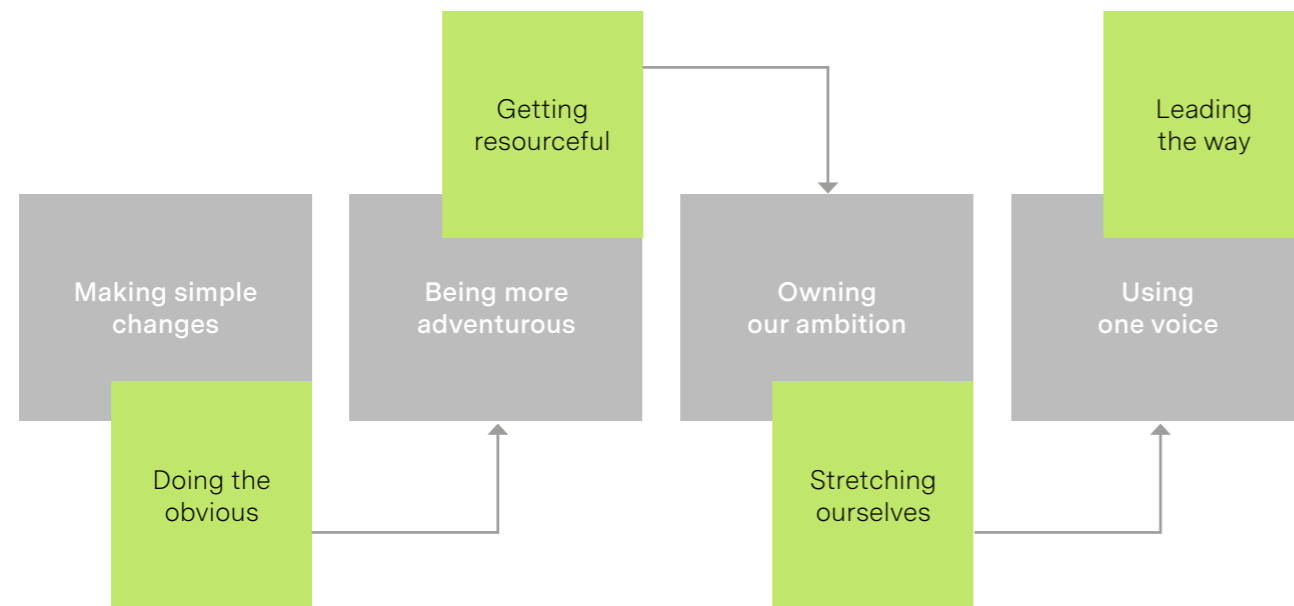 Making simple
changes
Doing the
obvious
Being more
adventurous
Getting
resourceful
Owning
our ambition
Stretching
ourselves
Using
one voice
Leading
the way